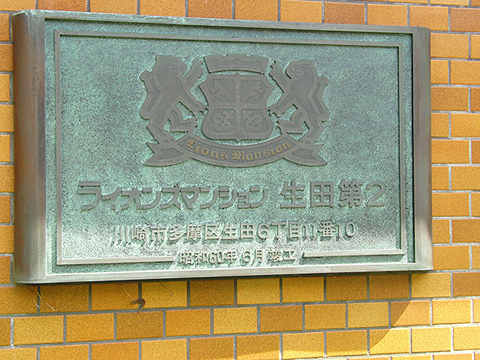 Lions Mansion
ライオンズマンション 生田第2
川崎市多摩区生田6丁目11番10
昭和60年6月竣工